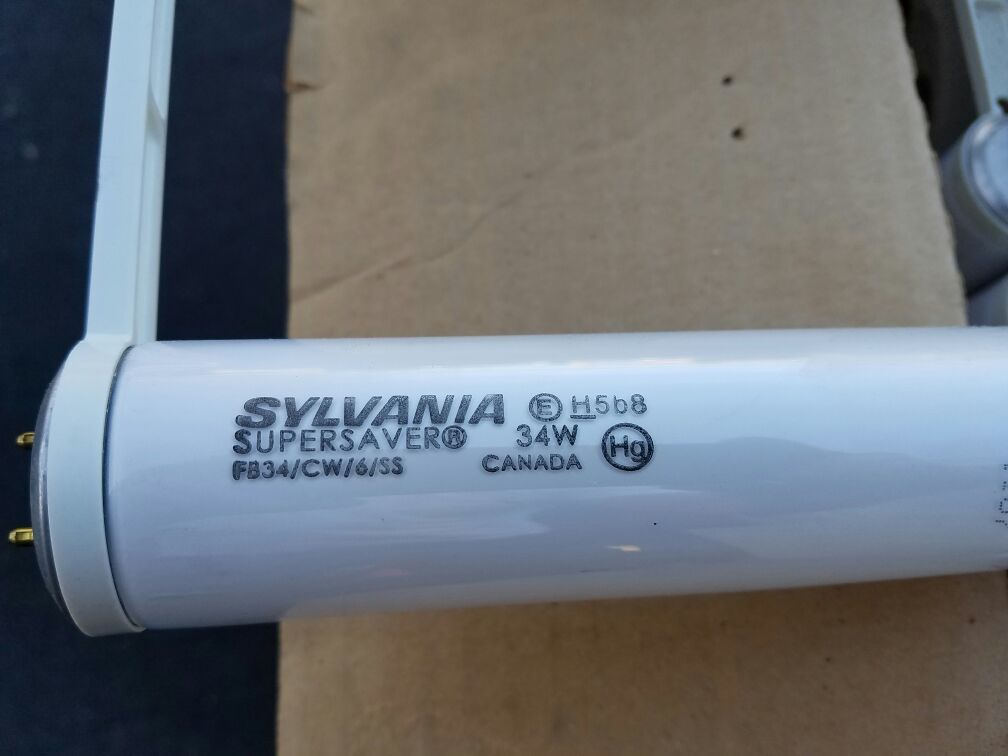 SYLVANIA Ⓔ H5b8
SUPERSAVER® 34W Hg
FB34/CW/6/SS CANADA